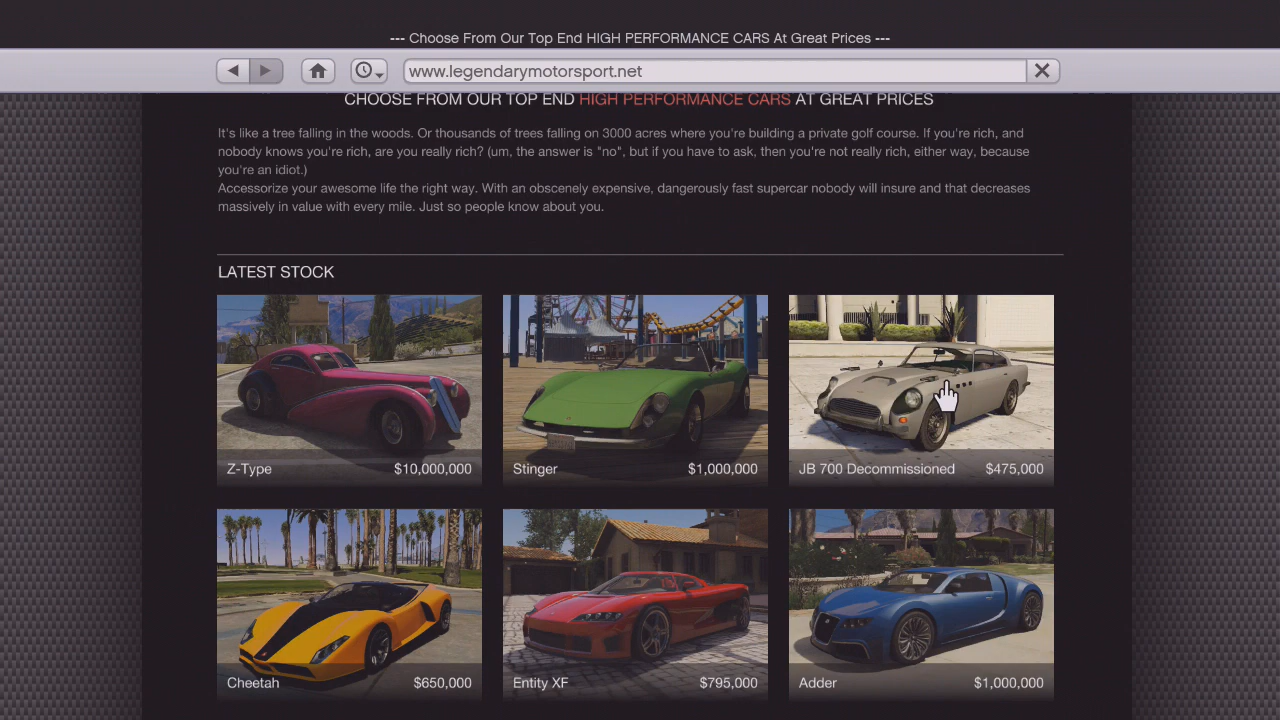 --- Choose From Our Top End HIGH PERFORMANCE CARS At Great Prices ---
www.legendarymotorsport.net
CHOOSE FROM OUR TOP END HIGH PERFORMANCE CARS AT GREAT PRICES
It's like a tree falling in the woods. Or thousands of trees falling on 3000 acres where you're building a private golf course. If you're rich, and
nobody knows you're rich, are you really rich? (um, the answer is "no", but if you have to ask, then you're not really rich, either way, because
you're an idiot.)
Accessorize your awesome life the right way. With an obscenely expensive, dangerously fast supercar nobody will insure and that decreases
massively in value with every mile. Just so people know about you.
LATEST STOCK
Z-Type $10,000,000
Stinger $1,000,000
JB 700 Decommissioned $475,000
Cheetah $650,000
Entity XF $795,000
Adder $1,000,000